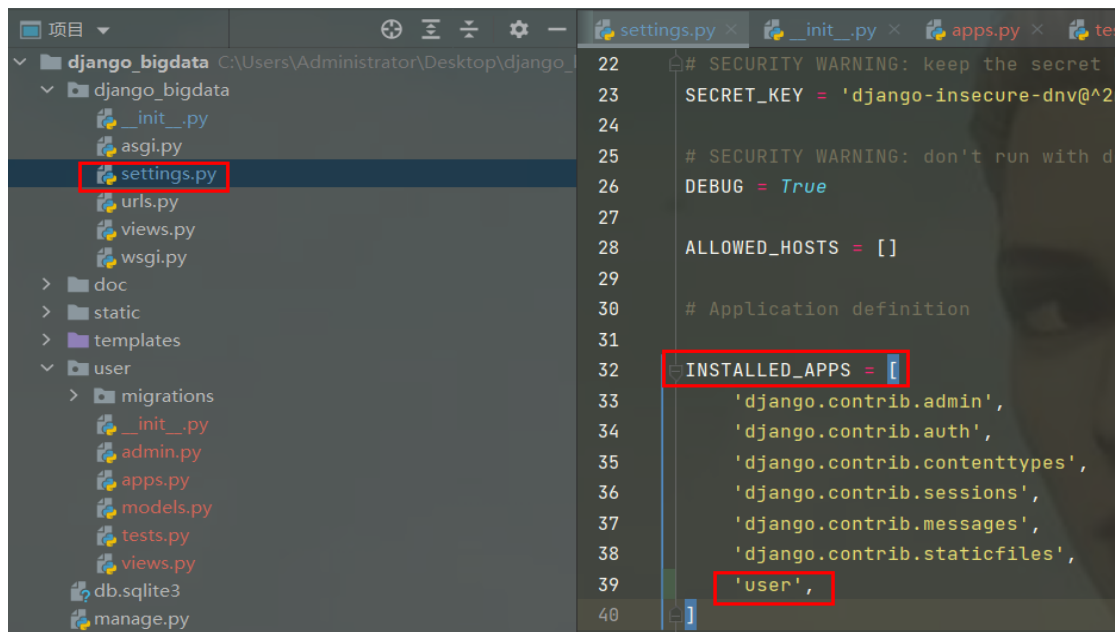 项目
django_bigdata C:\Users\Administrator\Desktop\django_
django_bigdata
__init__.py
asgi.py
settings.py
urls.py
views.py
wsgi.py
doc
static
templates
user
migrations
__init__.py
admin.py
apps.py
models.py
tests.py
views.py
db.sqlite3
manage.py
settings.py × __init__.py × apps.py × tes
22 # SECURITY WARNING: keep the secret
23 SECRET_KEY = 'django-insecure-dnv@^2
24
25 # SECURITY WARNING: don't run with d
26 DEBUG = True
27
28 ALLOWED_HOSTS = []
29
30 # Application definition
31
32 INSTALLED_APPS = [
33 'django.contrib.admin',
34 'django.contrib.auth',
35 'django.contrib.contenttypes',
36 'django.contrib.sessions',
37 'django.contrib.messages',
38 'django.contrib.staticfiles',
39 'user',
40 ]